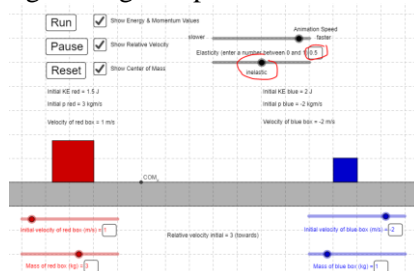 Run
Show Energy & Momentum Values
Pause
Show Relative Velocity
Reset
Show Center of Mass
Animation Speed
slower
faster
Elasticity (enter a number between 0 and 1) 0.5
inelastic
Initial KE red = 1.5 J
Initial KE blue = 2 J
Initial p red = 3 kgm/s
Initial p blue = -2 kgm/s
Velocity of red box = 1 m/s
Velocity of blue box = -2 m/s
COM
Initial velocity of red box (m/s) = 1
Relative velocity initial = 3 (towards)
Initial velocity of blue box (m/s) = -2
Mass of red box (kg) = 3
Mass of blue box (kg) = 1